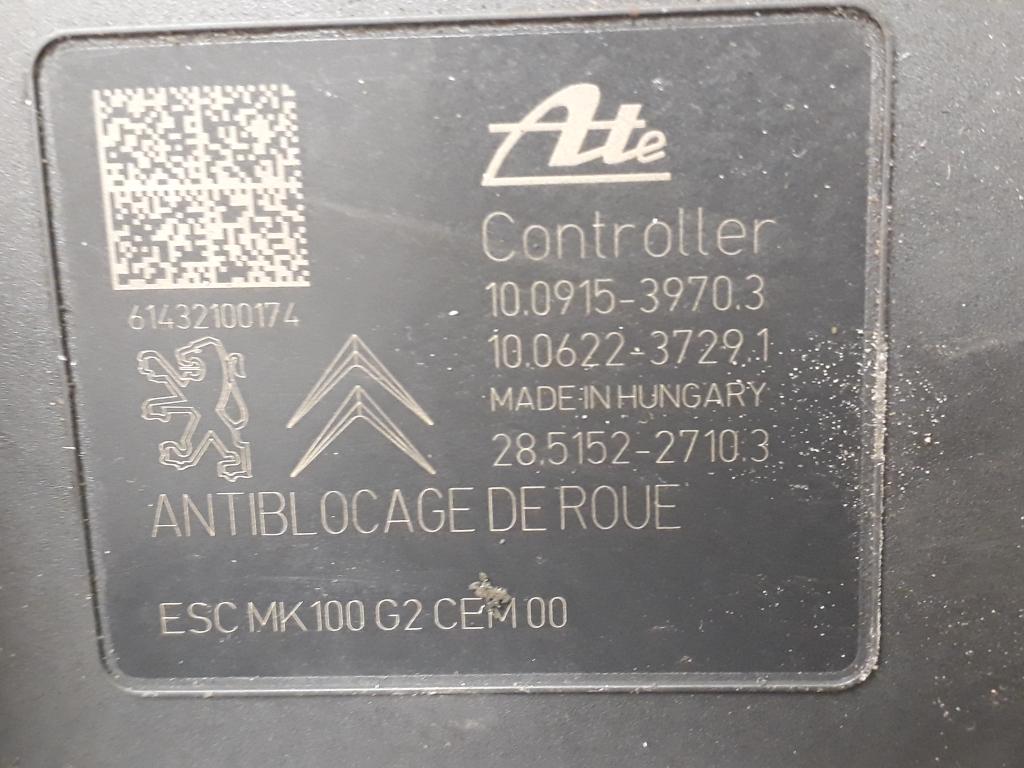 Ate
Controller
10.0915-3970.3
61432100174
10.0622-3729.1
MADE IN HUNGARY
28.5152-2710.3
ANTIBLOCAGE DE ROUE
ESC MK100 G2 CEM 00